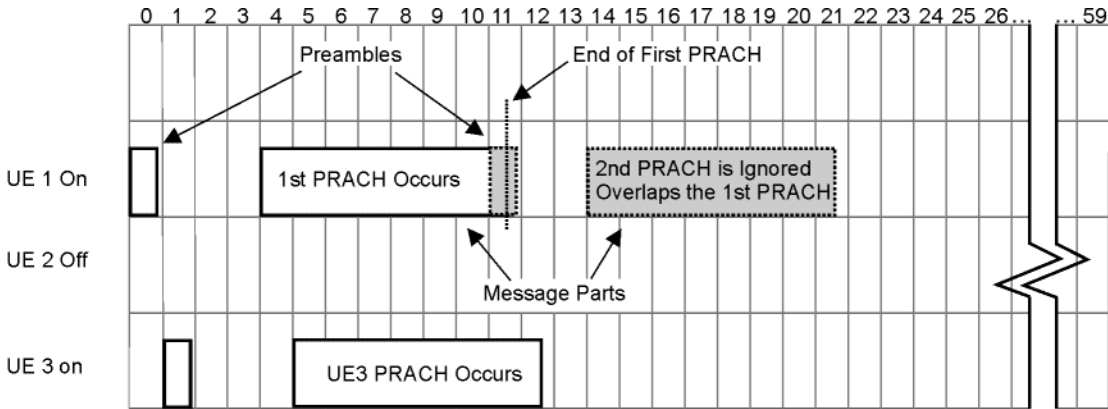 0 1 2 3 4 5 6 7 8 9 10 11 12 13 14 15 16 17 18 19 20 21 22 23 24 25 26 ... ... 59
Preambles
End of First PRACH
UE 1 On
1st PRACH Occurs
2nd PRACH is Ignored
Overlaps the 1st PRACH
UE 2 Off
Message Parts
UE 3 on
UE3 PRACH Occurs